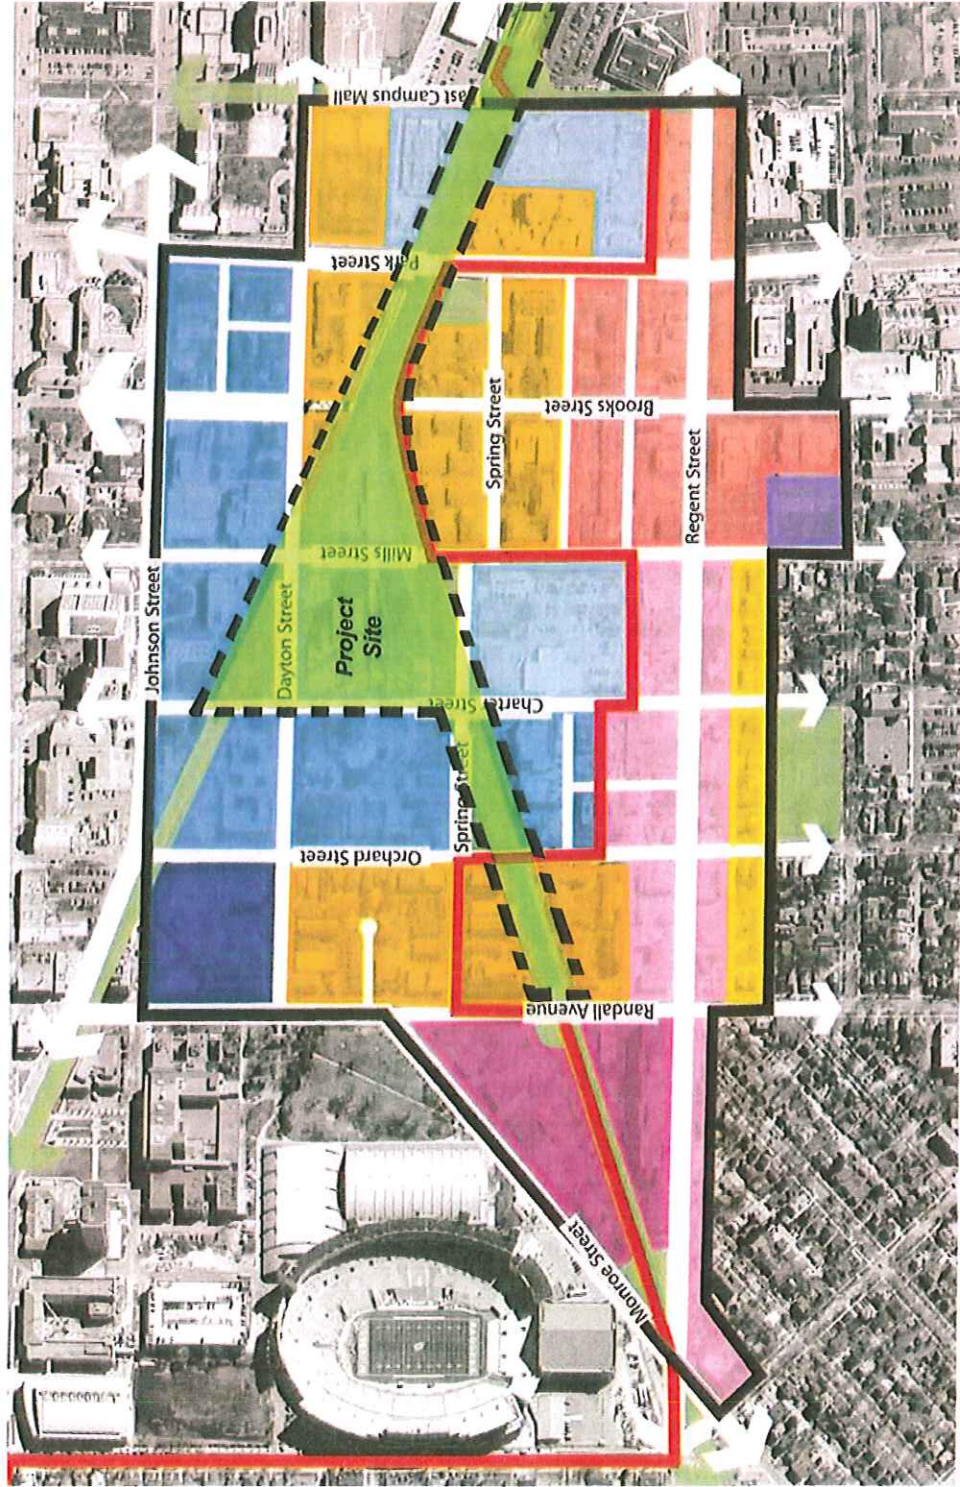 East Campus Mall
Park Street
Spring Street
Brooks Street
Regent Street
Mills Street
Johnson Street
Dayton Street
Project
Site
Charter Street
Spring Street
Orchard Street
Randall Avenue
Monroe Street